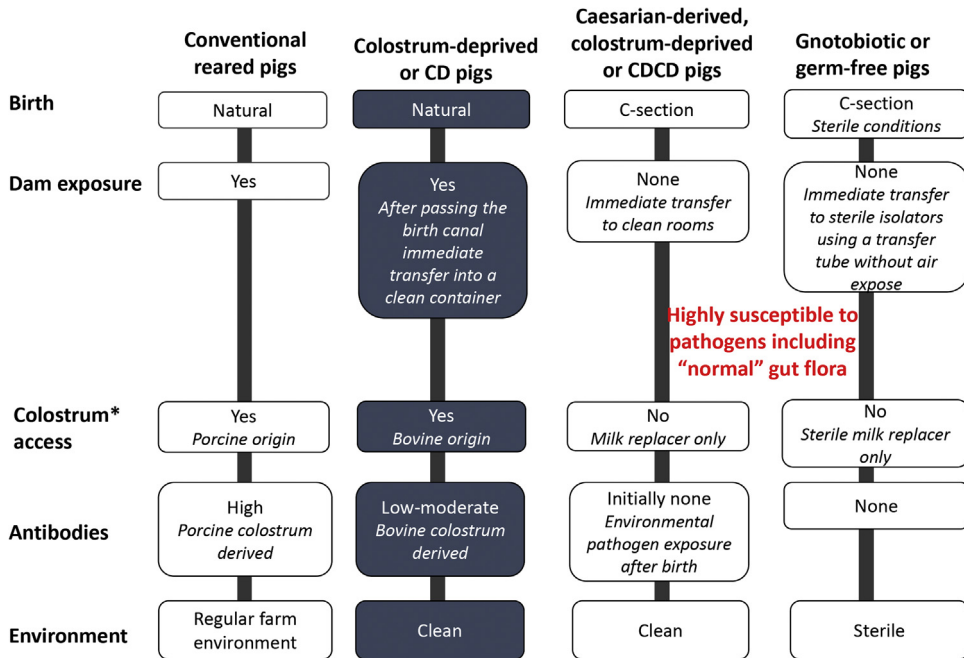 Conventional
reared pigs
Colostrum-deprived
or CD pigs
Caesarian-derived,
colostrum-deprived
or CDCD pigs
Gnotobiotic or
germ-free pigs
Birth
Natural
Natural
C-section
C-section
Sterile conditions
Dam exposure
Yes
Yes
After passing the
birth canal
immediate
transfer into a
clean container
None
Immediate transfer
to clean rooms
None
Immediate transfer
to sterile isolators
using a transfer
tube without air
expose
Highly susceptible to
pathogens including
“normal” gut flora
Colostrum*
access
Yes
Porcine origin
Yes
Bovine origin
No
Milk replacer only
No
Sterile milk replacer
only
Antibodies
High
Porcine colostrum
derived
Low-moderate
Bovine colostrum
derived
Initially none
Environmental
pathogen exposure
after birth
None
Environment
Regular farm
environment
Clean
Clean
Sterile